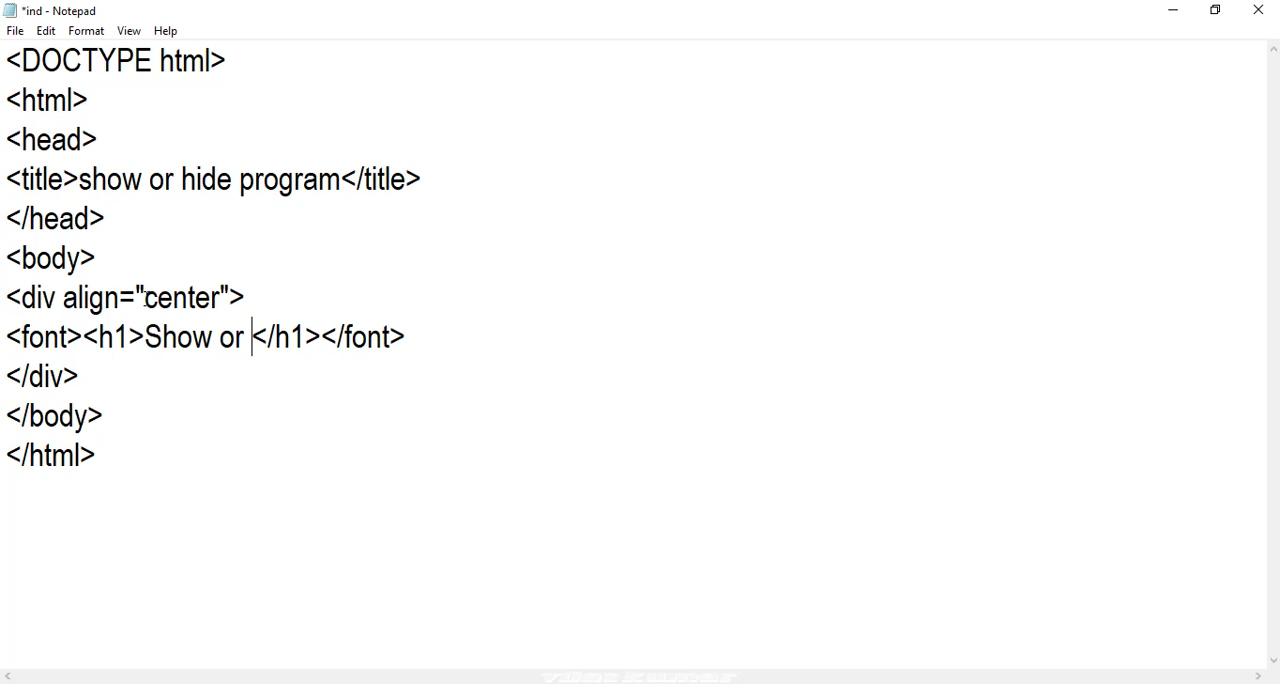 *ind - Notepad
File Edit Format View Help
<DOCTYPE html>
<html>
<head>
<title>show or hide program</title>
</head>
<body>
<div align="center">
<font><h1>Show or </h1></font>
</div>
</body>
</html>